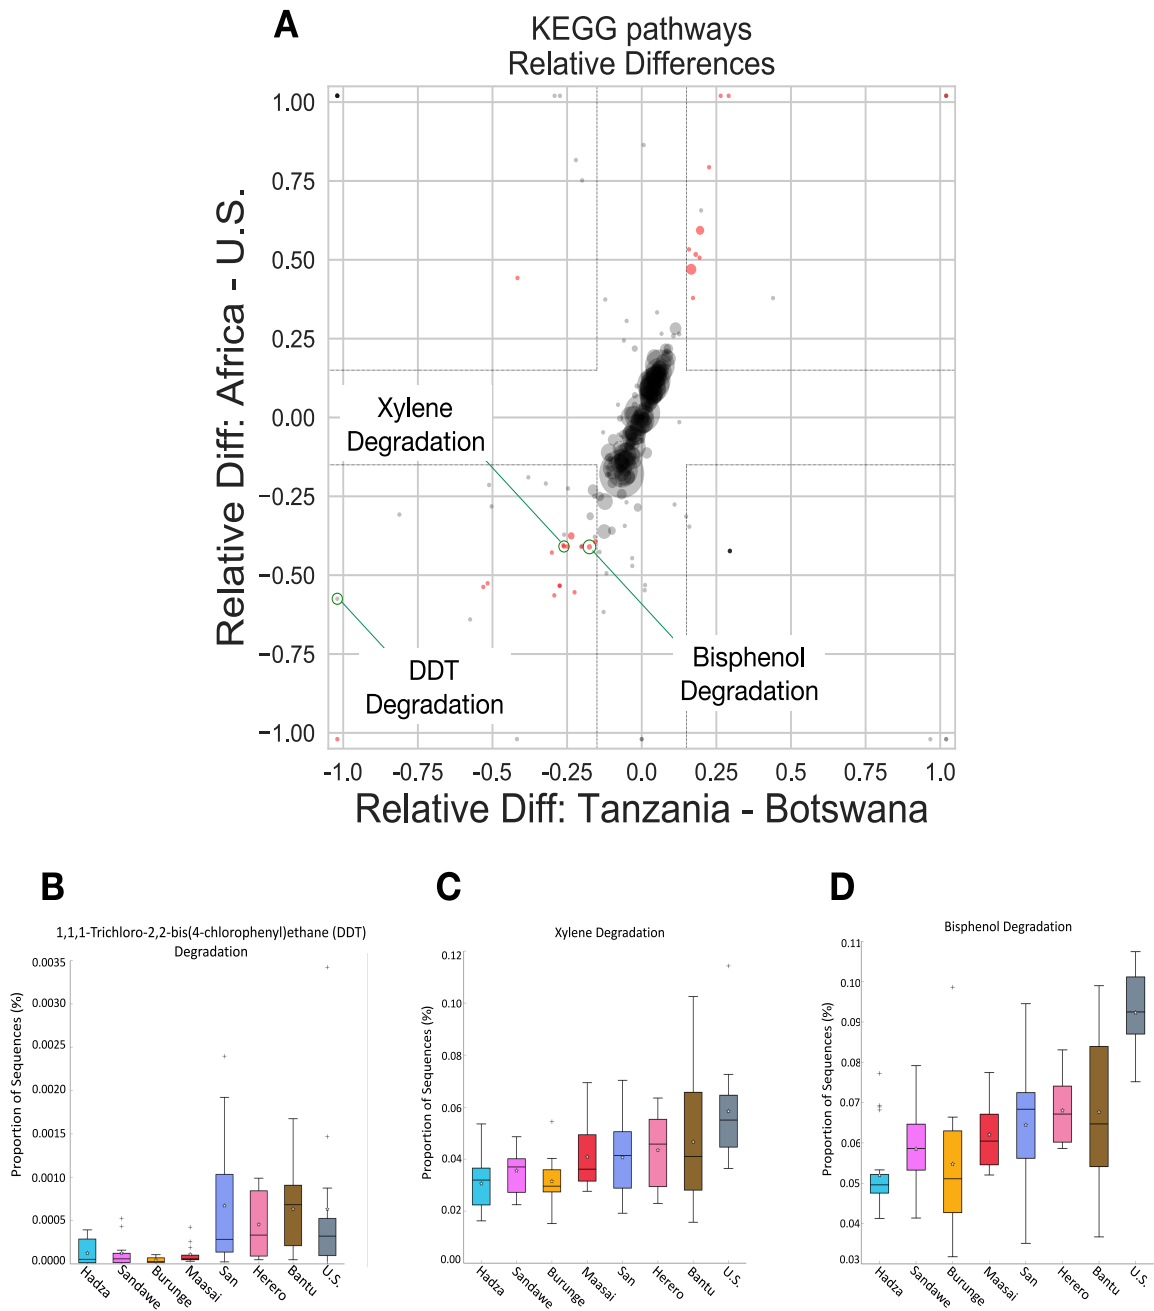 A
KEGG pathways
Relative Differences
Relative Diff: Africa - U.S.
1.00
0.75
0.50
0.25
0.00
−0.25
−0.50
−0.75
−1.00
Xylene
Degradation
DDT
Degradation
Bisphenol
Degradation
-1.0
-0.75
-0.5
-0.25
0.0
0.25
0.5
0.75
1.0
Relative Diff: Tanzania - Botswana
B
1,1,1-Trichloro-2,2-bis(4-chlorophenyl)ethane (DDT)
Degradation
Proportion of Sequences (%)
0.0035
0.0030
0.0025
0.0020
0.0015
0.0010
0.0005
0.0000
Hadza
Sandawe
Burunge
Maasai
San
Herero
Bantu
U.S.
C
Xylene Degradation
Proportion of Sequences (%)
0.12
0.10
0.08
0.06
0.04
0.02
0.00
Hadza
Sandawe
Burunge
Maasai
San
Herero
Bantu
U.S.
D
Bisphenol Degradation
Proportion of Sequences (%)
0.11
0.10
0.09
0.08
0.07
0.06
0.05
0.04
0.03
Hadza
Sandawe
Burunge
Maasai
San
Herero
Bantu
U.S.